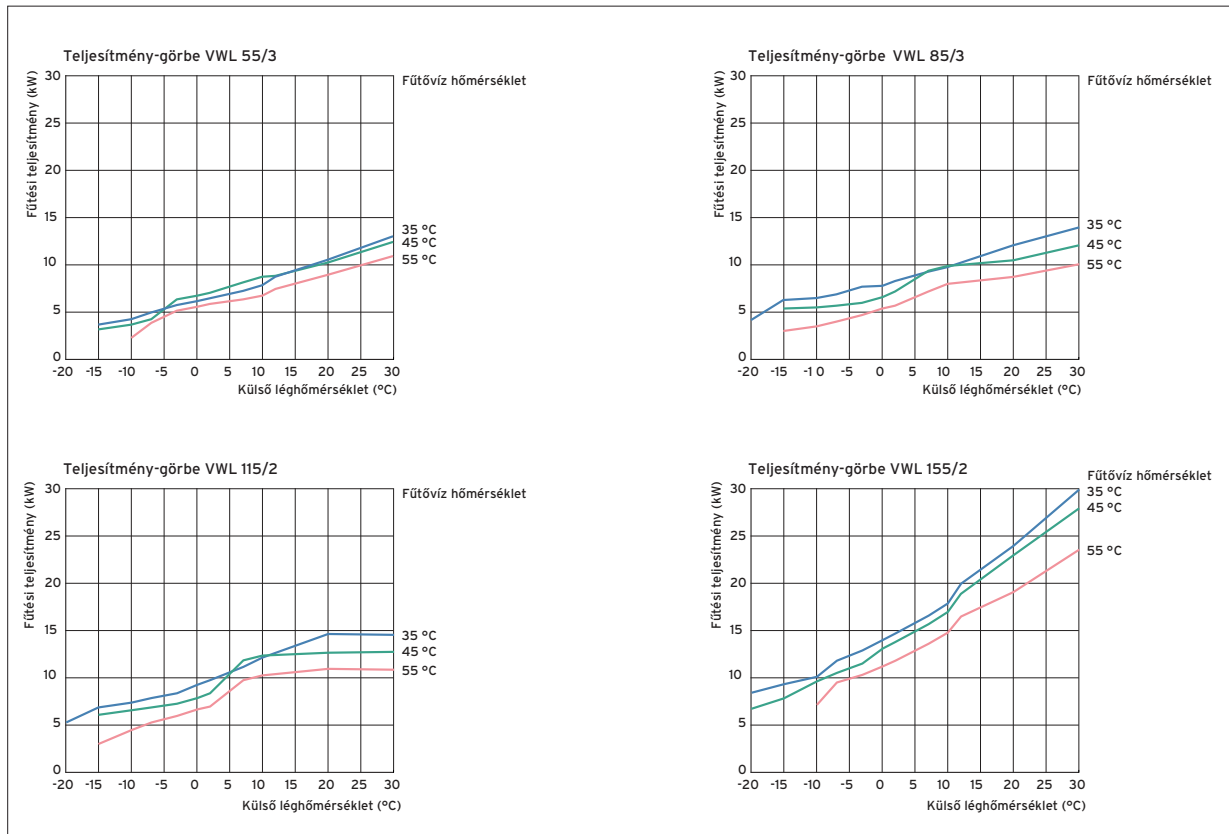 Teljesítmény-görbe VWL 55/3
Fűtővíz hőmérséklet
Fűtési teljesítmény (kW)
30
25
20
15
10
5
0
35 °C
45 °C
55 °C
-20 -15 -10 -5 0 5 10 15 20 25 30
Külső léghőmérséklet (°C)
Teljesítmény-görbe VWL 85/3
Fűtővíz hőmérséklet
Fűtési teljesítmény (kW)
30
25
20
15
10
5
0
35 °C
45 °C
55 °C
-20 -15 -1 0 -5 0 5 10 15 20 25 30
Külső léghőmérséklet (°C)
Teljesítmény-görbe VWL 115/2
Fűtővíz hőmérséklet
Fűtési teljesítmény (kW)
30
25
20
15
10
5
0
35 °C
45 °C
55 °C
-20 -15 -10 -5 0 5 10 15 20 25 30
Külső léghőmérséklet (°C)
Teljesítmény-görbe VWL 155/2
Fűtővíz hőmérséklet
Fűtési teljesítmény (kW)
30
25
20
15
10
5
0
35 °C
45 °C
55 °C
-20 -15 -10 -5 0 5 10 15 20 25 30
Külső léghőmérséklet (°C)